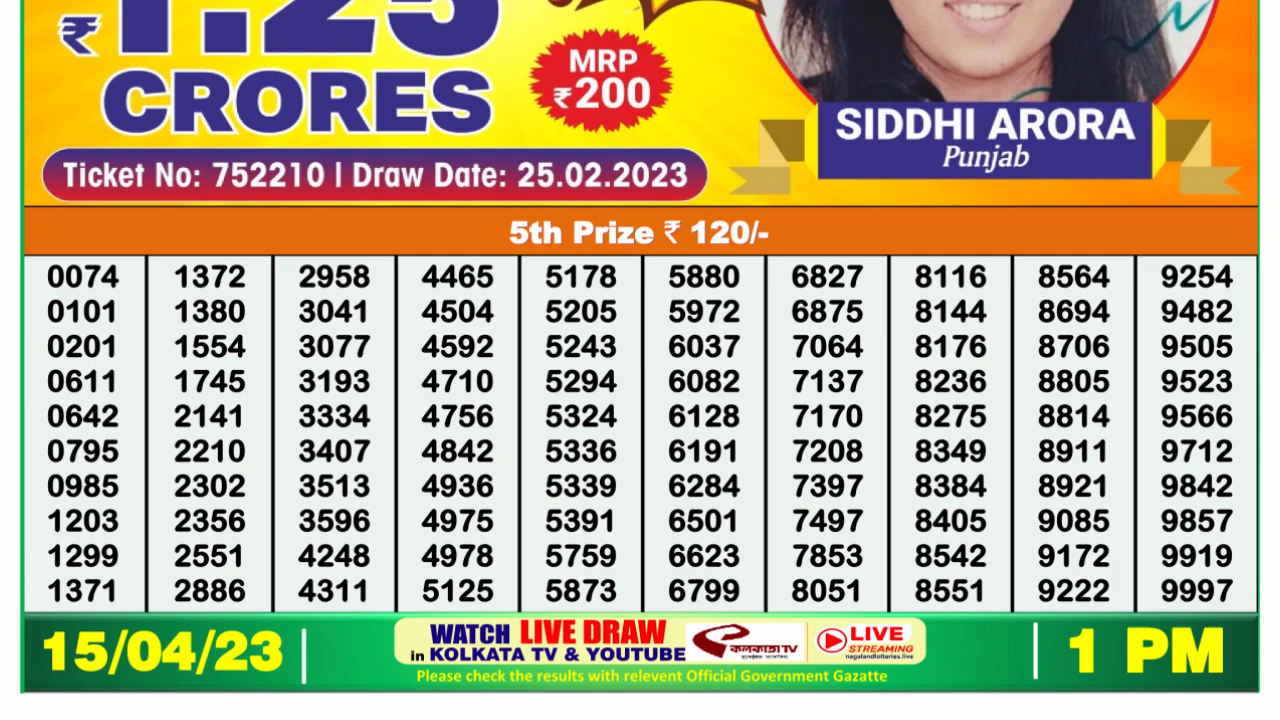 ₹1.25
CRORES
MRP
₹200
SIDDHI ARORA
Punjab
Ticket No: 752210 | Draw Date: 25.02.2023
5th Prize ₹ 120/-
0074 1372 2958 4465 5178 5880 6827 8116 8564 9254
0101 1380 3041 4504 5205 5972 6875 8144 8694 9482
0201 1554 3077 4592 5243 6037 7064 8176 8706 9505
0611 1745 3193 4710 5294 6082 7137 8236 8805 9523
0642 2141 3334 4756 5324 6128 7170 8275 8814 9566
0795 2210 3407 4842 5336 6191 7208 8349 8911 9712
0985 2302 3513 4936 5339 6284 7397 8384 8921 9842
1203 2356 3596 4975 5391 6501 7497 8405 9085 9857
1299 2551 4248 4978 5759 6623 7853 8542 9172 9919
1371 2886 4311 5125 5873 6799 8051 8551 9222 9997
15/04/23
WATCH LIVE DRAW
in KOLKATA TV & YOUTUBE
কলকাতা TV
LIVE
STREAMING
nagalandlotteries.live
Please check the results with relevent Official Government Gazatte
1 PM